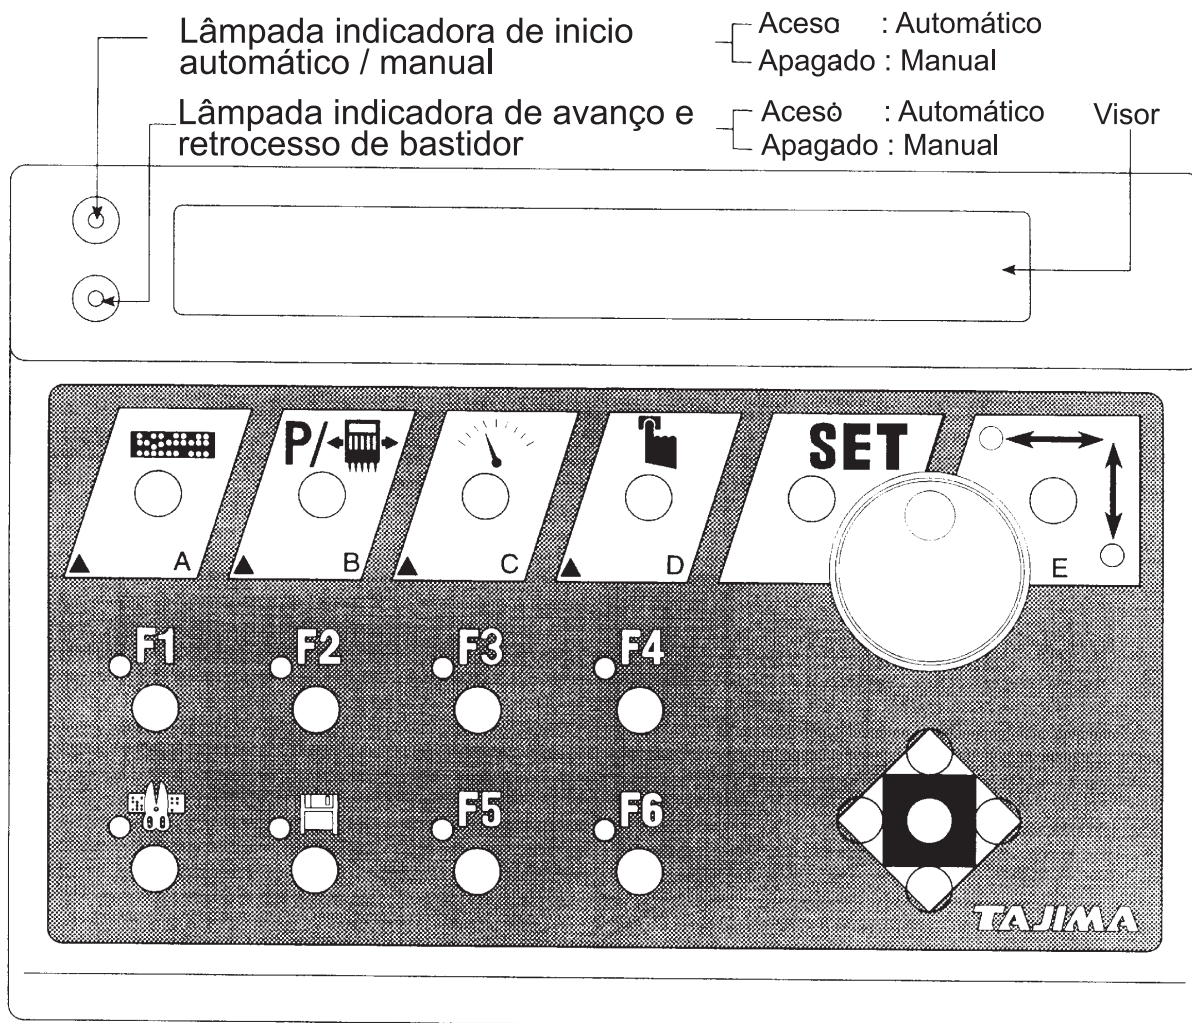 Lâmpada indicadora de inicio
automático / manual
Aceso : Automático
Apagado : Manual
Lâmpada indicadora de avanço e
retrocesso de bastidor
Aceso : Automático
Apagado : Manual
Visor
P/
SET
A
B
C
D
E
F1
F2
F3
F4
F5
F6
TAJIMA